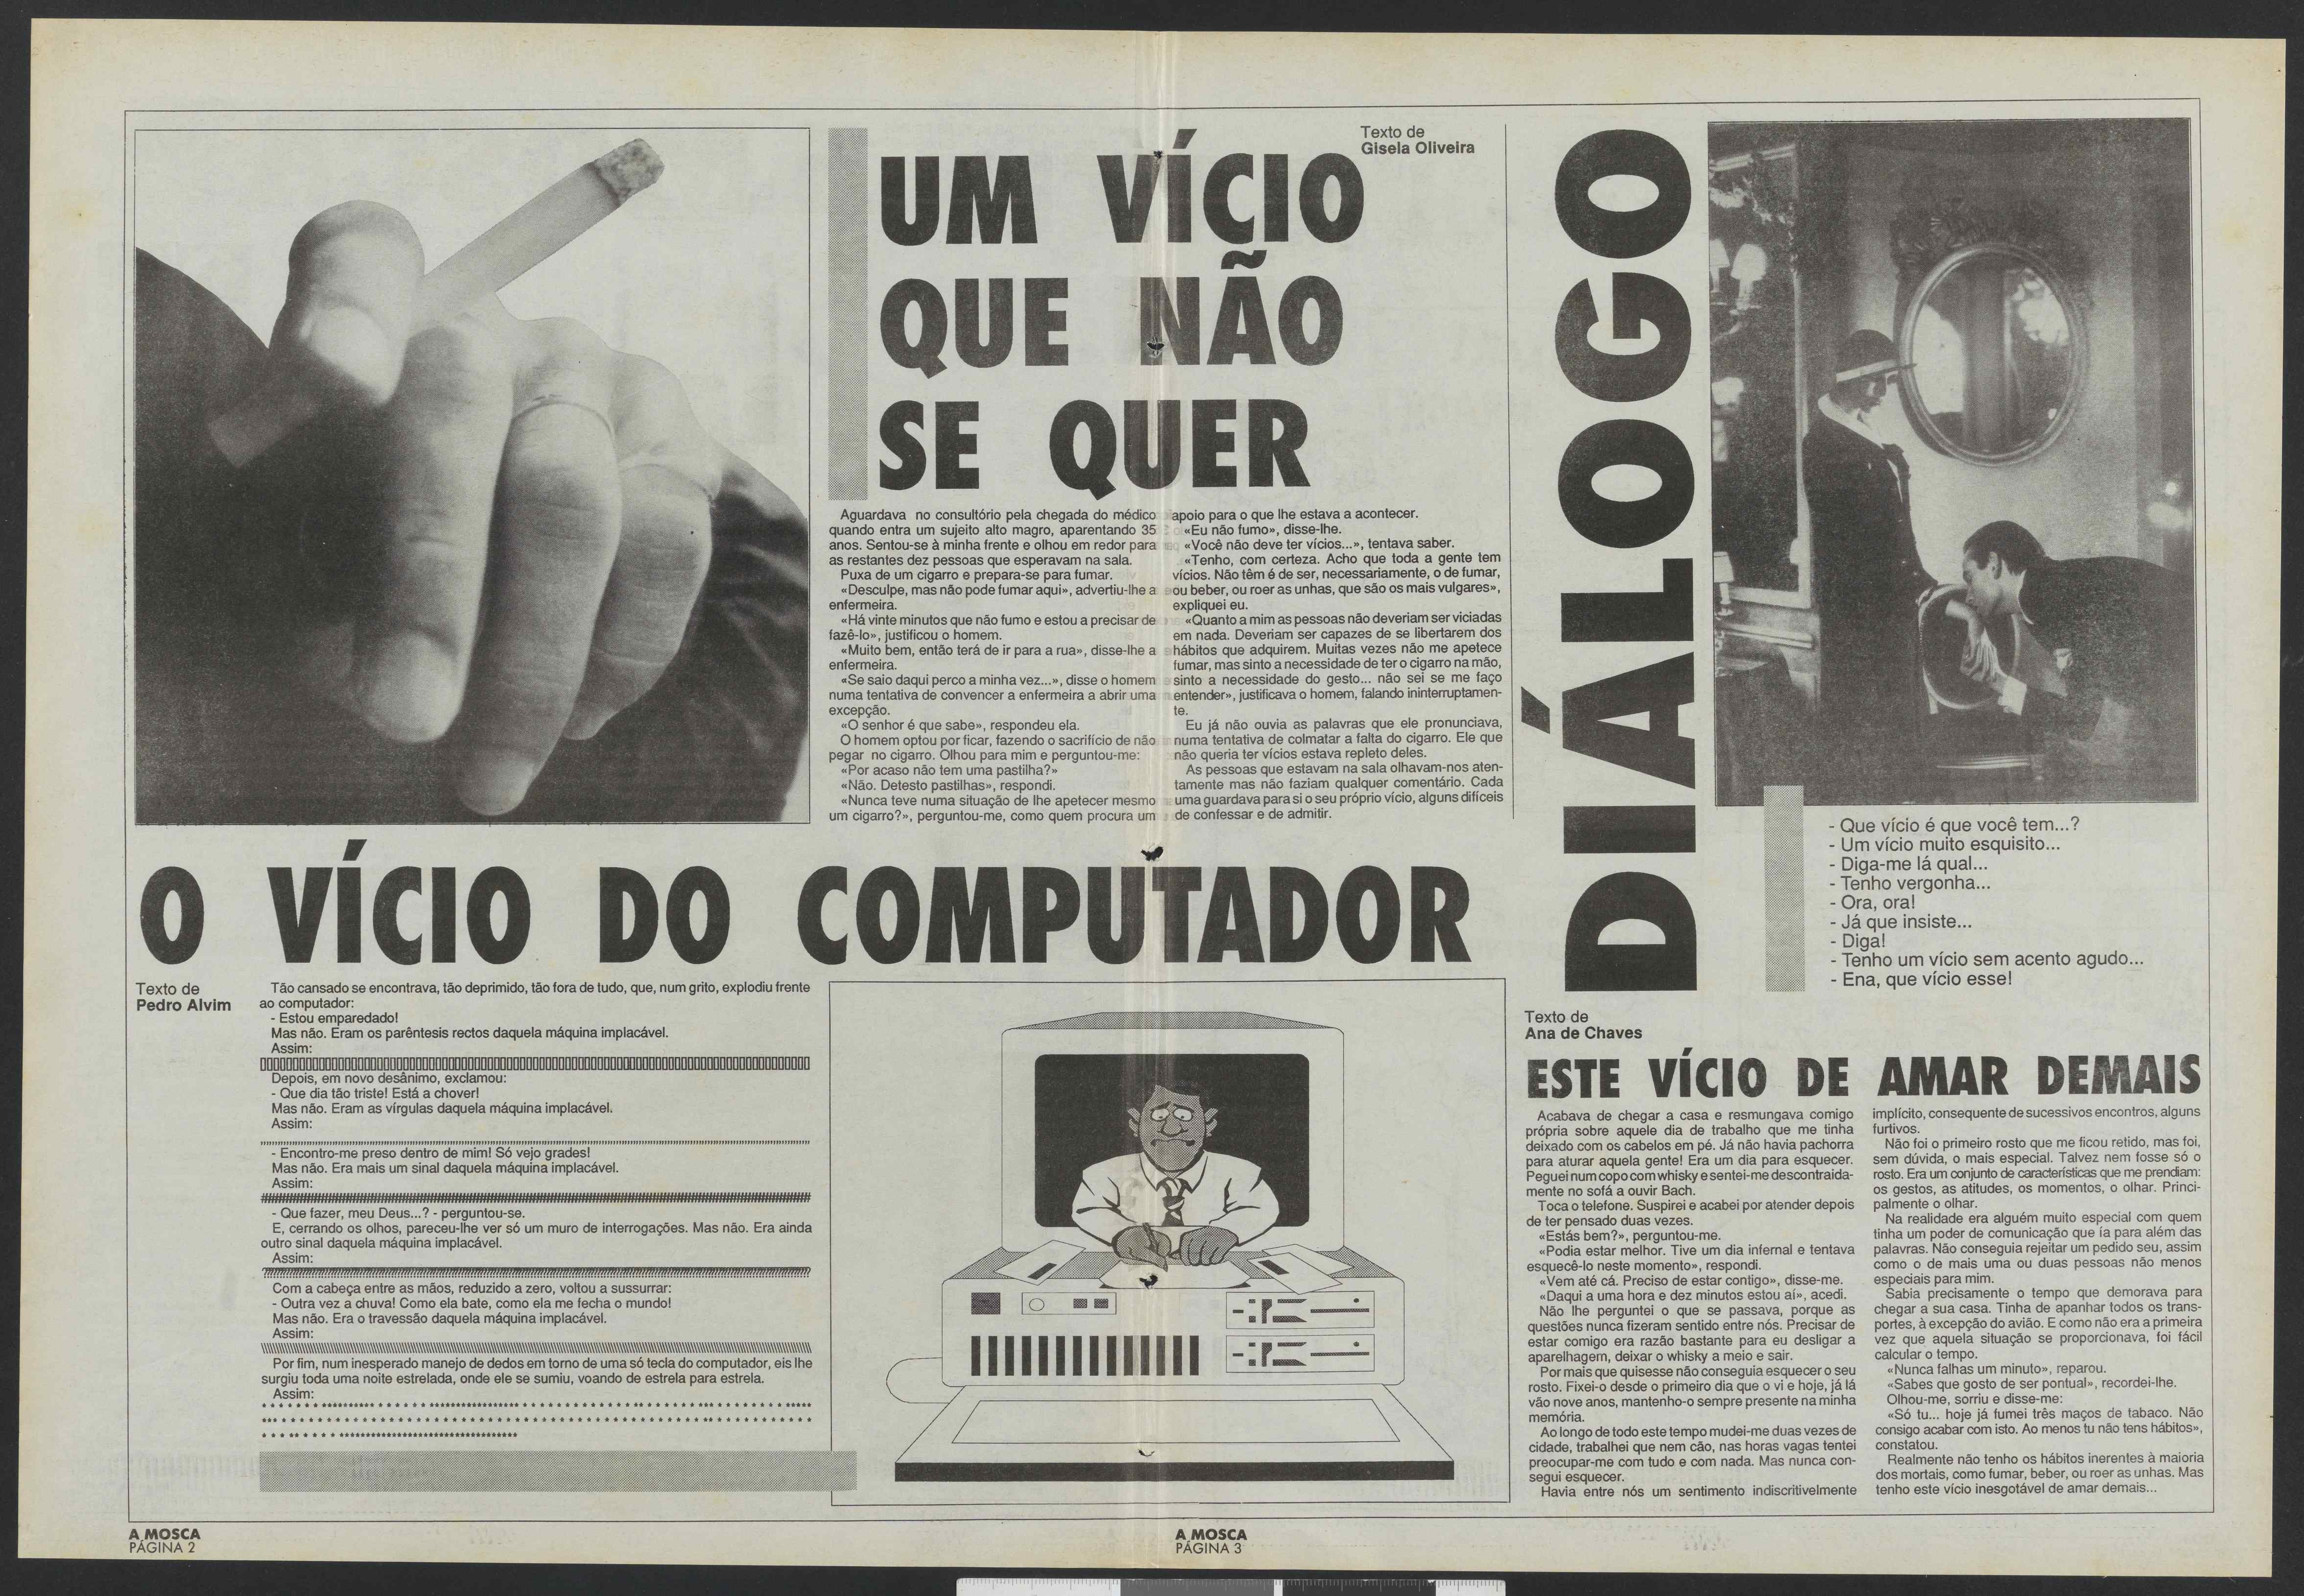 Texto de
Gisela Oliveira
UM VÍCIO
QUE NÃO
SE QUER
Aguardava no consultório pela chegada do médico
quando entra um sujeito alto magro, aparentando 35
anos. Sentou-se à minha frente e olhou em redor para
as restantes dez pessoas que esperavam na sala.
Puxa de um cigarro e prepara-se para fumar.
«Desculpe, mas não pode fumar aqui», advertiu-lhe a
enfermeira.
«Há vinte minutos que não fumo e estou a precisar de
fazê-lo», justificou o homem.
«Muito bem, então terá de ir para a rua», disse-lhe a
enfermeira.
«Se saio daqui perco a minha vez...», disse o homem
numa tentativa de convencer a enfermeira a abrir uma
excepção.
«O senhor é que sabe», respondeu ela.
O homem optou por ficar, fazendo o sacrifício de não
pegar no cigarro. Olhou para mim e perguntou-me:
«Por acaso não tem uma pastilha?»
«Não. Detesto pastilhas», respondi.
«Nunca teve numa situação de lhe apetecer mesmo
um cigarro?», perguntou-me, como quem procura um
apoio para o que lhe estava a acontecer.
«Eu não fumo», disse-lhe.
«Você não deve ter vícios...», tentava saber.
«Tenho, com certeza. Acho que toda a gente tem
vícios. Não têm é de ser, necessariamente, o de fumar,
ou beber, ou roer as unhas, que são os mais vulgares»,
expliquei eu.
«Quanto a mim as pessoas não deveriam ser viciadas
em nada. Deveriam ser capazes de se libertarem dos
hábitos que adquirem. Muitas vezes não me apetece
fumar, mas sinto a necessidade de ter o cigarro na mão,
sinto a necessidade do gesto... não sei se me faço
entender», justificava o homem, falando ininterruptamen-
te.
Eu já não ouvia as palavras que ele pronunciava,
numa tentativa de colmatar a falta do cigarro. Ele que
não queria ter vícios estava repleto deles.
As pessoas que estavam na sala olhavam-nos aten-
tamente mas não faziam qualquer comentário. Cada
uma guardava para si o seu próprio vício, alguns difíceis
de confessar e de admitir.
O VÍCIO DO COMPUTADOR
Texto de
Pedro Alvim
Tão cansado se encontrava, tão deprimido, tão fora de tudo, que, num grito, explodiu frente
ao computador:
- Estou emparedado!
Mas não. Eram os parêntesis rectos daquela máquina implacável.
Assim:
Depois, em novo desânimo, exclamou:
- Que dia tão triste! Está a chover!
Mas não. Eram as vírgulas daquela máquina implacável.
Assim:
- Encontro-me preso dentro de mim! Só vejo grades!
Mas não. Era mais um sinal daquela máquina implacável.
Assim:
- Que fazer, meu Deus...? - perguntou-se.
E, cerrando os olhos, pareceu-lhe ver só um muro de interrogações. Mas não. Era ainda
outro sinal daquela máquina implacável.
Assim:
Com a cabeça entre as mãos, reduzido a zero, voltou a sussurrar:
- Outra vez a chuva! Como ela bate, como ela me fecha o mundo!
Mas não. Era o travessão daquela máquina implacável.
Assim:
Por fim, num inesperado manejo de dedos em torno de uma só tecla do computador, eis lhe
surgiu toda uma noite estrelada, onde ele se sumiu, voando de estrela para estrela.
Assim:
DIÁLOGO
- Que vício é que você tem...?
- Um vício muito esquisito...
- Diga-me lá qual...
- Tenho vergonha...
- Ora, ora!
- Já que insiste...
- Diga!
- Tenho um vício sem acento agudo...
- Ena, que vício esse!
Texto de
Ana de Chaves
ESTE VÍCIO DE AMAR DEMAIS
Acabava de chegar a casa e resmungava comigo
própria sobre aquele dia de trabalho que me tinha
deixado com os cabelos em pé. Já não havia pachorra
para aturar aquela gente! Era um dia para esquecer.
Peguei num copo com whisky e sentei-me descontraida-
mente no sofá a ouvir Bach.
Toca o telefone. Suspirei e acabei por atender depois
de ter pensado duas vezes.
«Estás bem?», perguntou-me.
«Podia estar melhor. Tive um dia infernal e tentava
esquecê-lo neste momento», respondi.
«Vem até cá. Preciso de estar contigo», disse-me.
«Daqui a uma hora e dez minutos estou aí», acedi.
Não lhe perguntei o que se passava, porque as
questões nunca fizeram sentido entre nós. Precisar de
estar comigo era razão bastante para eu desligar a
aparelhagem, deixar o whisky a meio e sair.
Por mais que quisesse não conseguia esquecer o seu
rosto. Fixei-o desde o primeiro dia que o vi e hoje, já lá
vão nove anos, mantenho-o sempre presente na minha
memória.
Ao longo de todo este tempo mudei-me duas vezes de
cidade, trabalhei que nem cão, nas horas vagas tentei
preocupar-me com tudo e com nada. Mas nunca con-
segui esquecer.
Havia entre nós um sentimento indiscritivelmente
implícito, consequente de sucessivos encontros, alguns
furtivos.
Não foi o primeiro rosto que me ficou retido, mas foi,
sem dúvida, o mais especial. Talvez nem fosse só o
rosto. Era um conjunto de características que me prendiam:
os gestos, as atitudes, os momentos, o olhar. Princi-
palmente o olhar.
Na realidade era alguém muito especial com quem
tinha um poder de comunicação que ía para além das
palavras. Não conseguia rejeitar um pedido seu, assim
como o de mais uma ou duas pessoas não menos
especiais para mim.
Sabia precisamente o tempo que demorava para
chegar a sua casa. Tinha de apanhar todos os trans-
portes, à excepção do avião. E como não era a primeira
vez que aquela situação se proporcionava, foi fácil
calcular o tempo.
«Nunca falhas um minuto», reparou.
«Sabes que gosto de ser pontual», recordei-lhe.
Olhou-me, sorriu e disse-me:
«Só tu... hoje já fumei três maços de tabaco. Não
consigo acabar com isto. Ao menos tu não tens hábitos»,
constatou.
Realmente não tenho os hábitos inerentes à maioria
dos mortais, como fumar, beber, ou roer as unhas. Mas
tenho este vício inesgotável de amar demais...
A MOSCA
PÁGINA 2
A MOSCA
PÁGINA 3